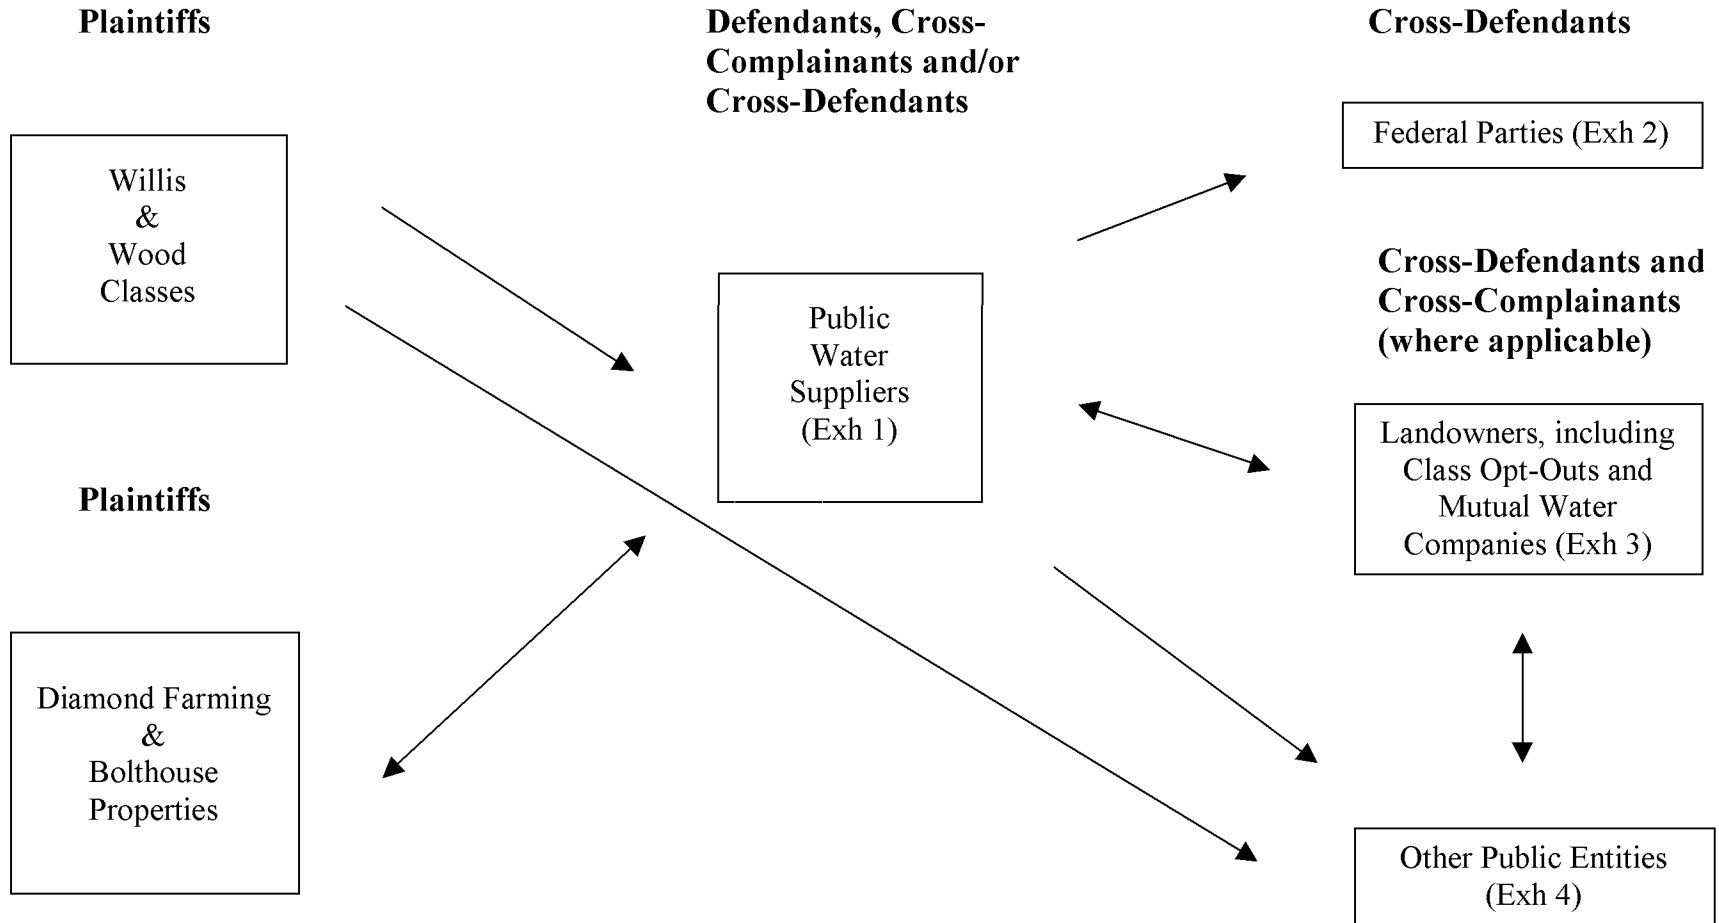 Plaintiffs
Willis
&
Wood
Classes
Plaintiffs
Diamond Farming
&
Bolthouse
Properties
Defendants, Cross-
Complainants and/or
Cross-Defendants
Public
Water
Suppliers
(Exh 1)
Cross-Defendants
Federal Parties (Exh 2)
Cross-Defendants and
Cross-Complainants
(where applicable)
Landowners, including
Class Opt-Outs and
Mutual Water
Companies (Exh 3)
Other Public Entities
(Exh 4)